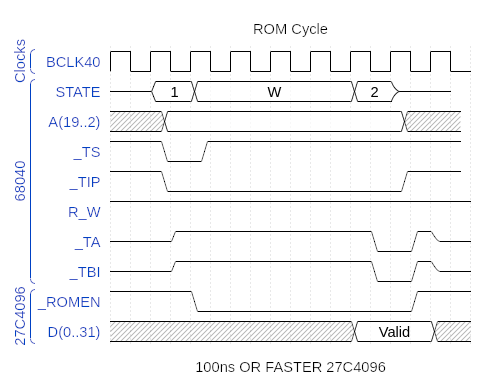 ROM Cycle
Clocks
BCLK40
68040
STATE 1 W 2
A(19..2)
_TS
_TIP
R_W
_TA
_TBI
27C4096
_ROMEN
D(0..31) Valid
100ns OR FASTER 27C4096